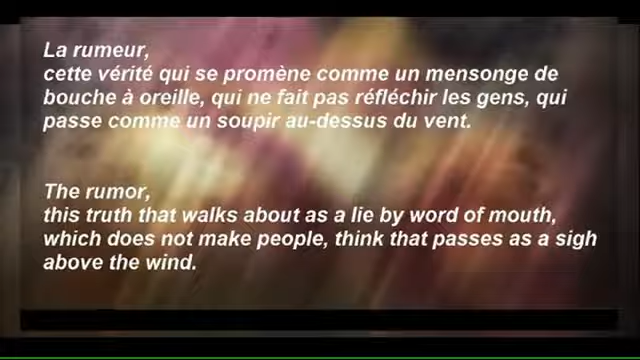 La rumeur,
cette vérité qui se promène comme un mensonge de
bouche à oreille, qui ne fait pas réfléchir les gens, qui
passe comme un soupir au-dessus du vent.
The rumor,
this truth that walks about as a lie by word of mouth,
which does not make people, think that passes as a sigh
above the wind.